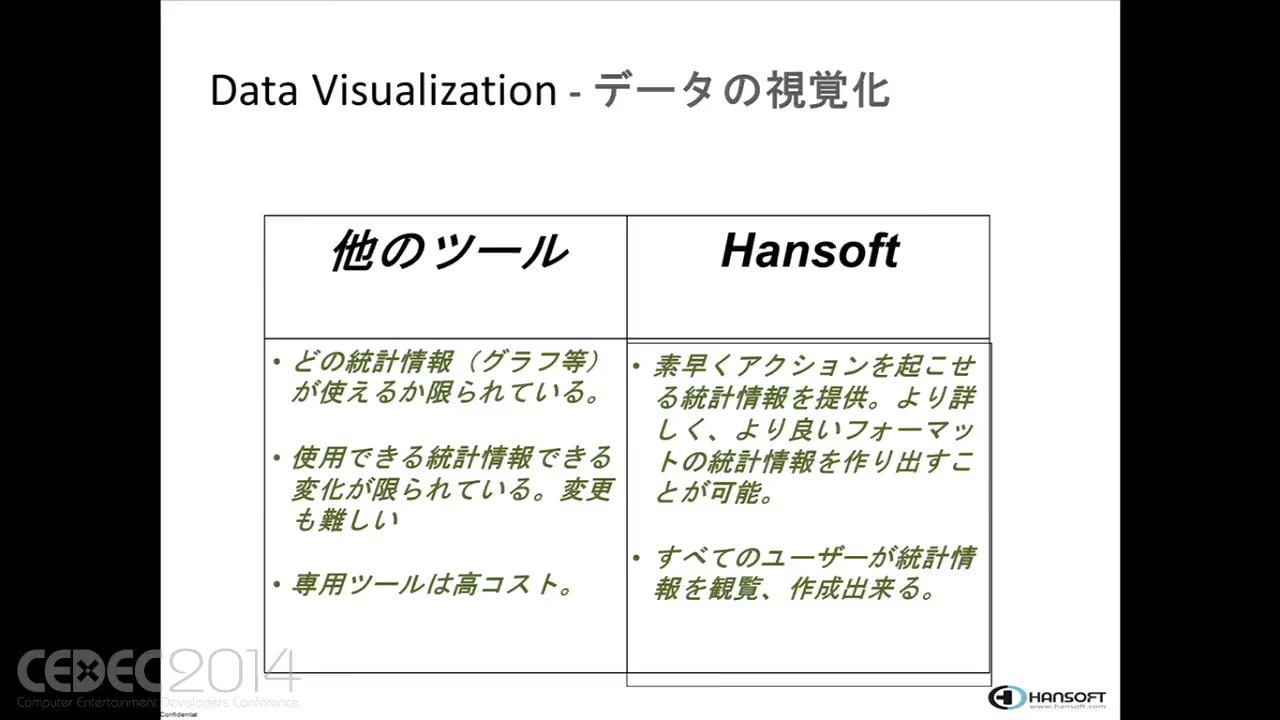 Data Visualization - データの視覚化
他のツール
Hansoft
• どの統計情報（グラフ等）
が使えるか限られている。
• 使用できる統計情報できる
変化が限られている。変更
も難しい
• 専用ツールは高コスト。
• 素早くアクションを起こせ
る統計情報を提供。より詳
しく、より良いフォーマッ
トの統計情報を作り出すこ
とが可能。
• すべてのユーザーが統計情
報を観覧、作成出来る。
CEDEC2014
Computer Entertainment Developers Conference
Confidential
HANSOFT
www.hansoft.com